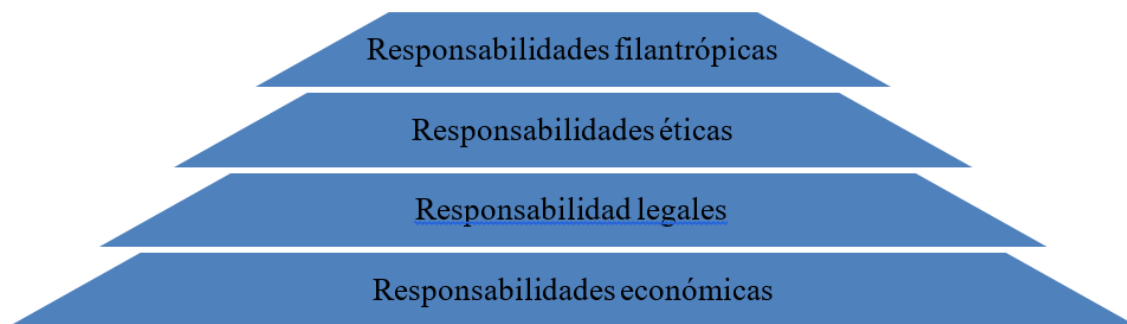 Responsabilidades filantrópicas
Responsabilidades éticas
Responsabilidad legales
Responsabilidades económicas